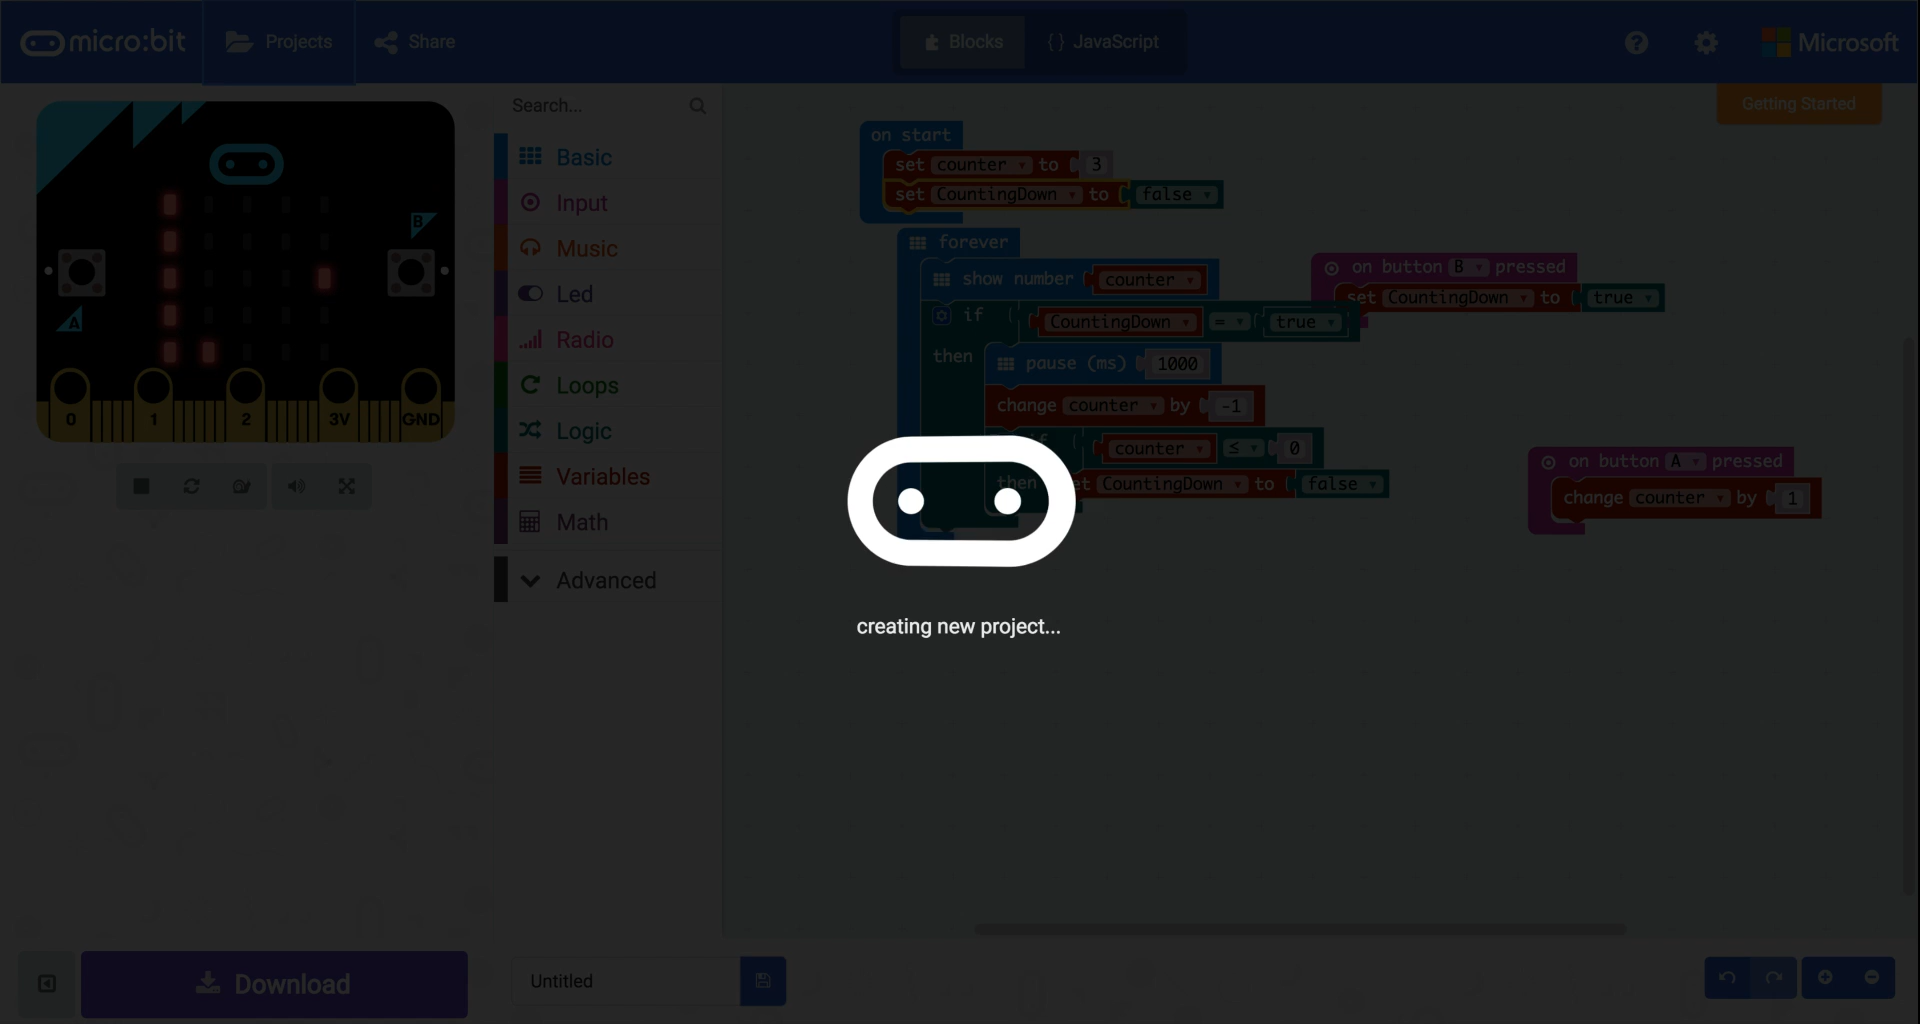 micro:bit
Projects
Share
Blocks
{} JavaScript
?
Microsoft
Getting Started
Search...
Basic
Input
Music
Led
Radio
Loops
Logic
Variables
Math
Advanced
B
A
0 1 2 3V GND
on start
set counter to 3
set CountingDown to false
forever
show number counter
if CountingDown = true
then pause (ms) 1000
change counter by -1
if counter ≤ 0
then set CountingDown to false
on button B pressed
set CountingDown to true
on button A pressed
change counter by 1
creating new project...
Download
Untitled